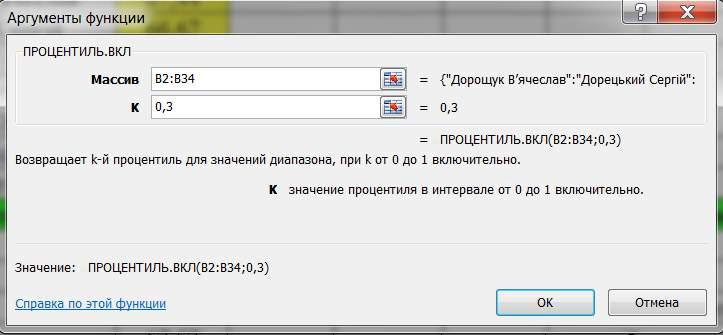 Аргументы функции
ПРОЦЕНТИЛЬ.ВКЛ
Массив B2:B34 = {"Дорощук В’ячеслав":"Дорецький Сергій":
K 0,3 = 0,3
= ПРОЦЕНТИЛЬ.ВКЛ(B2:B34;0,3)
Возвращает k-й процентиль для значений диапазона, при k от 0 до 1 включительно.
K значение процентиля в интервале от 0 до 1 включительно.
Значение: ПРОЦЕНТИЛЬ.ВКЛ(B2:B34;0,3)
Справка по этой функции
OK
Отмена